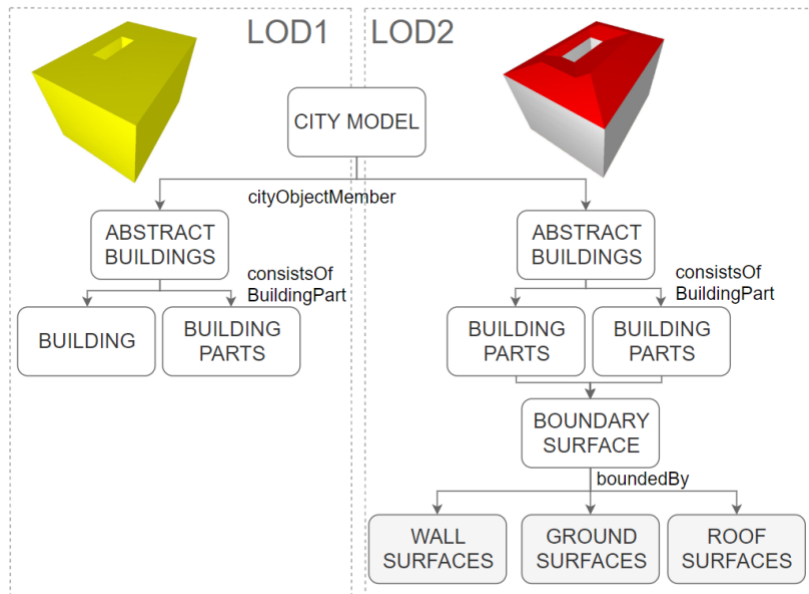 LOD1
LOD2
CITY MODEL
cityObjectMember
ABSTRACT
BUILDINGS
consistsOf
BuildingPart
BUILDING
BUILDING
PARTS
ABSTRACT
BUILDINGS
consistsOf
BuildingPart
BUILDING
PARTS
BUILDING
PARTS
BOUNDARY
SURFACE
boundedBy
WALL
SURFACES
GROUND
SURFACES
ROOF
SURFACES